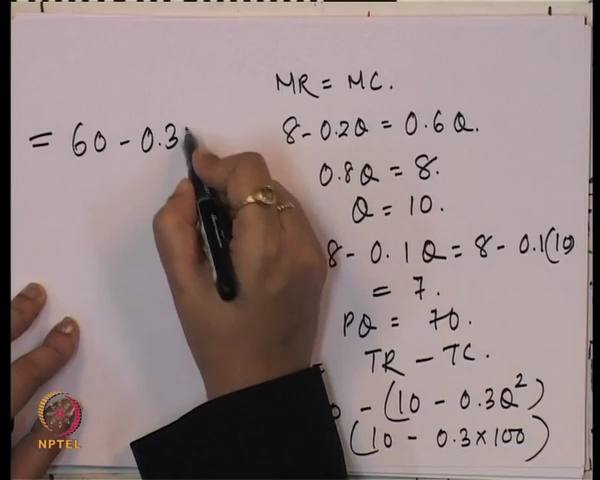 MR = MC.
= 60 - 0.3
8 - 0.2Q = 0.6Q.
0.8Q = 8.
Q = 10.
8 - 0.1Q = 8 - 0.1(10
= 7.
PQ = 70.
TR - TC.
0 - (10 - 0.3Q²)
(10 - 0.3×100)
NPTEL